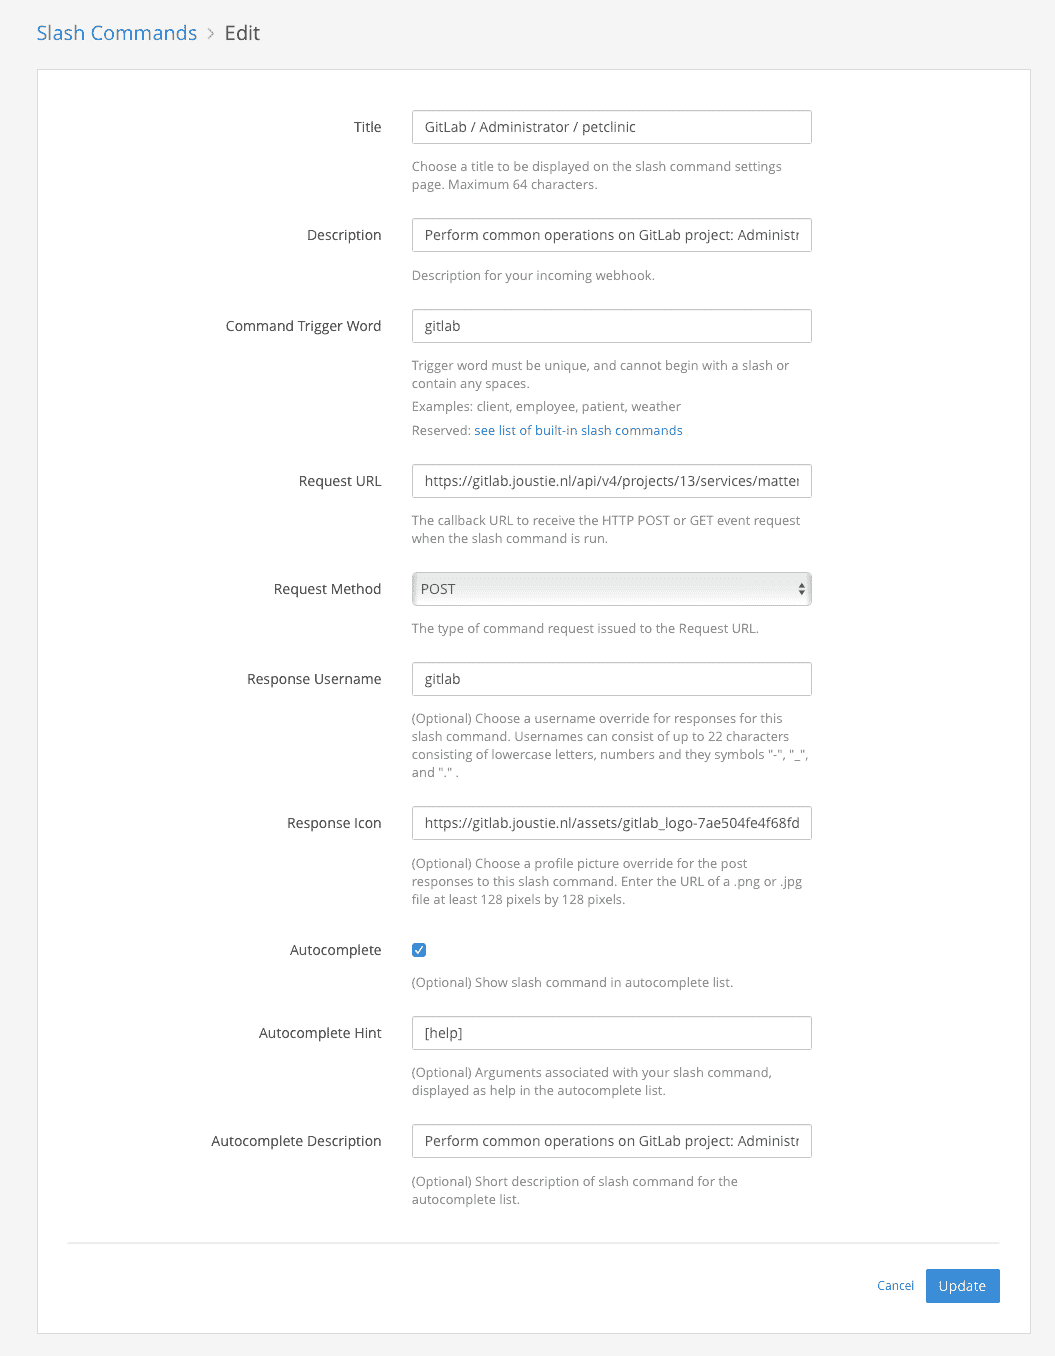 Slash Commands > Edit
Title
GitLab / Administrator / petclinic
Choose a title to be displayed on the slash command settings
page. Maximum 64 characters.
Description
Perform common operations on GitLab project: Administr
Description for your incoming webhook.
Command Trigger Word
gitlab
Trigger word must be unique, and cannot begin with a slash or
contain any spaces.
Examples: client, employee, patient, weather
Reserved: see list of built-in slash commands
Request URL
https://gitlab.joustie.nl/api/v4/projects/13/services/matter
The callback URL to receive the HTTP POST or GET event request
when the slash command is run.
Request Method
POST
The type of command request issued to the Request URL.
Response Username
gitlab
(Optional) Choose a username override for responses for this
slash command. Usernames can consist of up to 22 characters
consisting of lowercase letters, numbers and they symbols "-", "_",
and "." .
Response Icon
https://gitlab.joustie.nl/assets/gitlab_logo-7ae504fe4f68fd
(Optional) Choose a profile picture override for the post
responses to this slash command. Enter the URL of a .png or .jpg
file at least 128 pixels by 128 pixels.
Autocomplete
(Optional) Show slash command in autocomplete list.
Autocomplete Hint
[help]
(Optional) Arguments associated with your slash command,
displayed as help in the autocomplete list.
Autocomplete Description
Perform common operations on GitLab project: Administr
(Optional) Short description of slash command for the
autocomplete list.
Cancel
Update